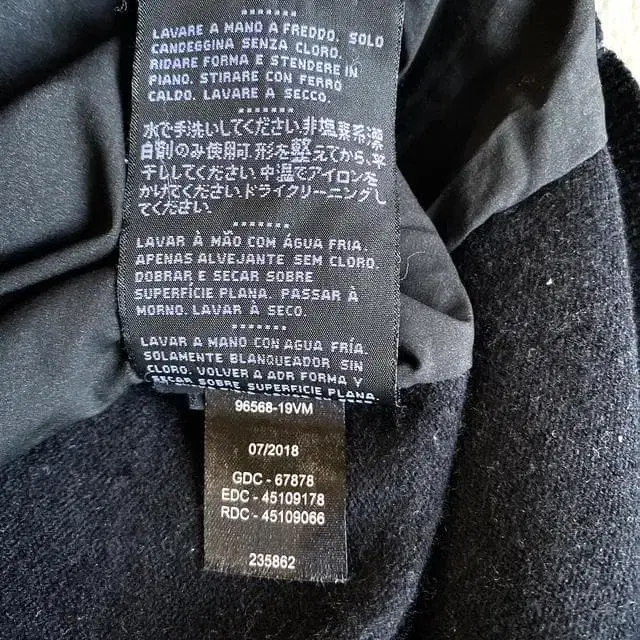 LAVARE A MANO A FREDDO. SOLO
CANDEGGINA SENZA CLORO.
RIDARE FORMA E STENDERE IN
PIANO. STIRARE CON FERRO
CALDO. LAVARE A SECCO.
水で手洗いしてください非塩素系漂
白剤のみ使用可.形を整えてから、平
干ししてください.中温でアイロンを
かけてください.ドライクリーニングし
てください.
LAVAR À MÃO COM ÁGUA FRIA.
APENAS ALVEJANTE SEM CLORO.
DOBRAR E SECAR SOBRE
SUPERFÍCIE PLANA. PASSAR À
MORNO. LAVAR À SECO.
LAVAR A MANO CON AGUA FRÍA.
SOLAMENTE BLANQUEADOR SIN
CLORO. VOLVER A ADR FORMA Y
SECAR SOBRE SUPERFICIE PLANA.
96568-19VM
07/2018
GDC - 67878
EDC - 45109178
RDC - 45109066
235862